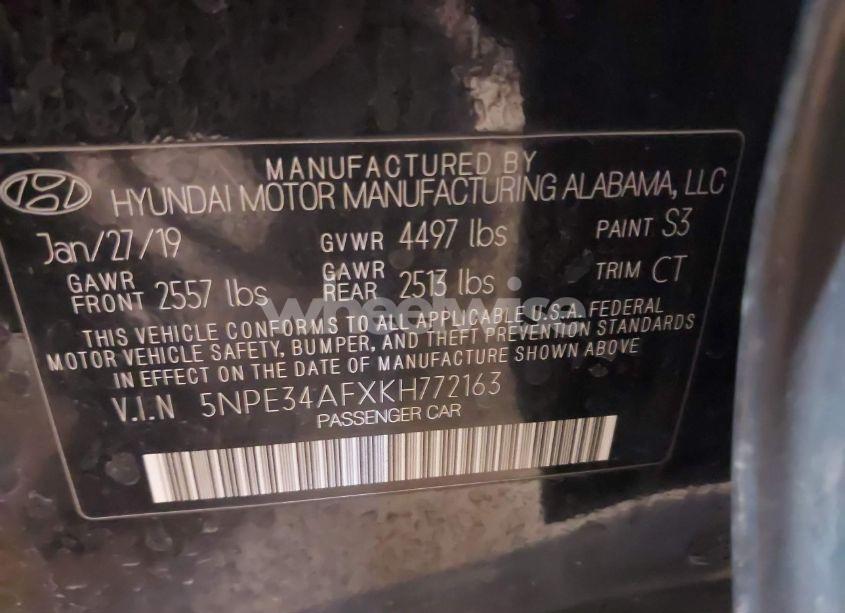 MANUFACTURED BY
HYUNDAI MOTOR MANUFACTURING ALABAMA, LLC
Jan/27/19 GVWR 4497 lbs PAINT S3
GAWR FRONT 2557 lbs GAWR REAR 2513 lbs TRIM CT
wheelwise
THIS VEHICLE CONFORMS TO ALL APPLICABLE U.S.A. FEDERAL
MOTOR VEHICLE SAFETY, BUMPER, AND THEFT PREVENTION STANDARDS
IN EFFECT ON THE DATE OF MANUFACTURE SHOWN ABOVE
V.I.N 5NPE34AFXKH772163
PASSENGER CAR